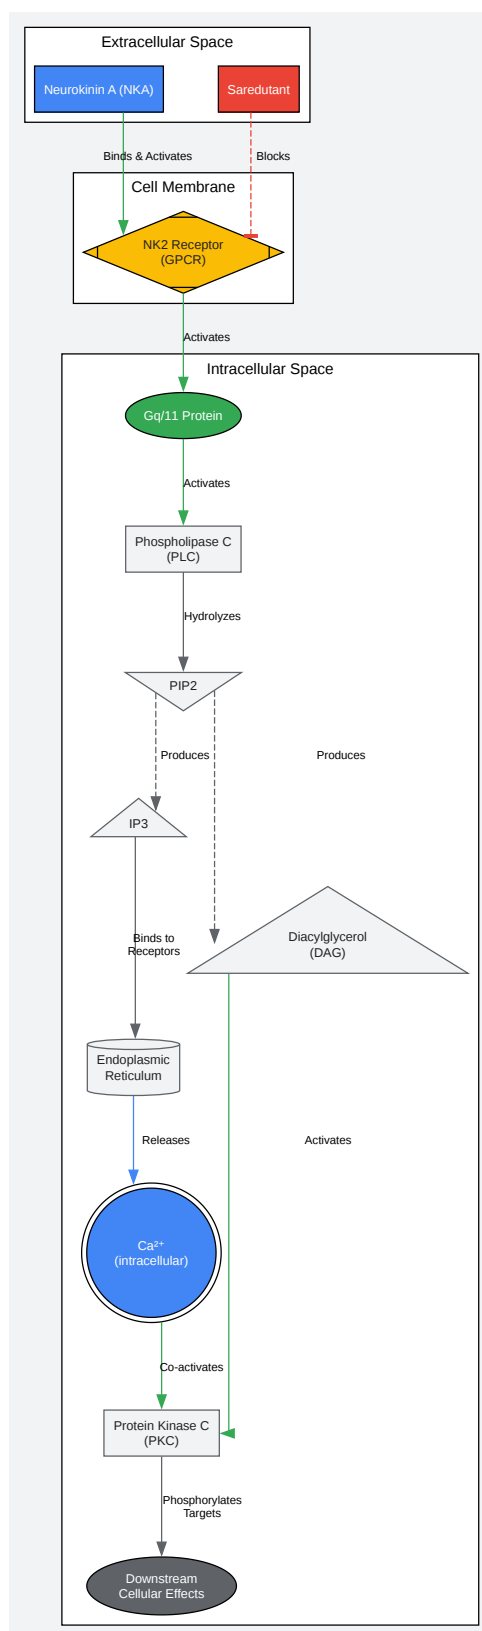 Extracellular Space
Neurokinin A (NKA)
Saredutant
Binds & Activates
Blocks
Cell Membrane
NK2 Receptor
(GPCR)
Activates
Intracellular Space
Gq/11 Protein
Activates
Phospholipase C
(PLC)
Hydrolyzes
PIP2
Produces
Produces
IP3
Diacylglycerol
(DAG)
Binds to
Receptors
Endoplasmic
Reticulum
Releases
Activates
Ca²⁺
(intracellular)
Co-activates
Protein Kinase C
(PKC)
Phosphorylates
Targets
Downstream
Cellular Effects